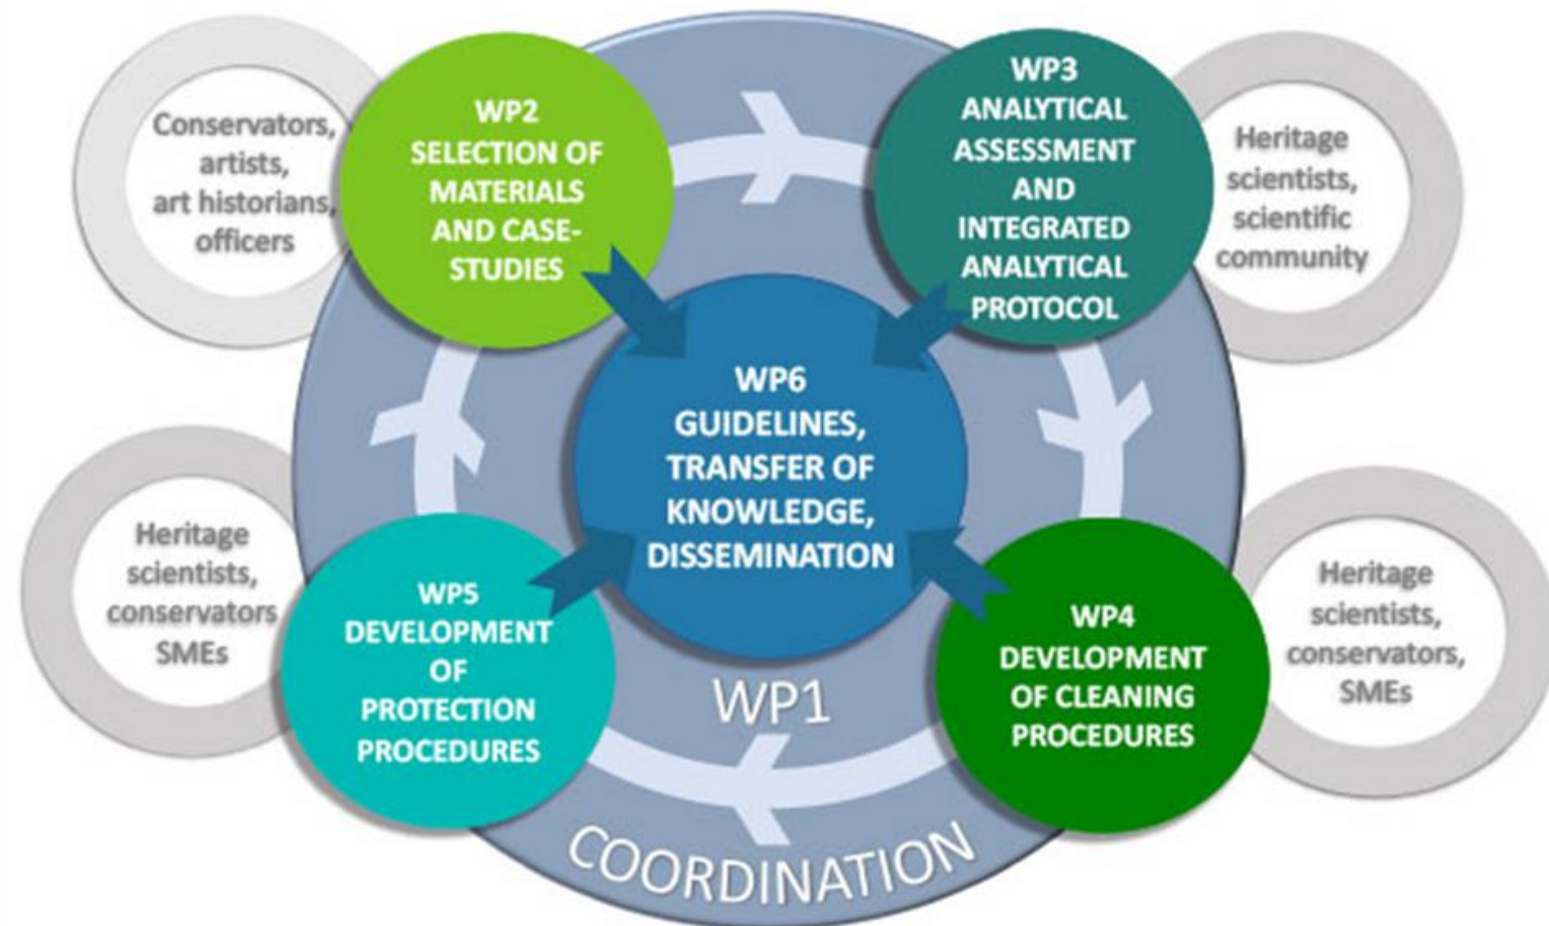 Conservators,
artists,
art historians,
officers
WP2
SELECTION OF
MATERIALS
AND CASE-
STUDIES
WP3
ANALYTICAL
ASSESSMENT
AND
INTEGRATED
ANALYTICAL
PROTOCOL
Heritage
scientists,
scientific
community
WP6
GUIDELINES,
TRANSFER OF
KNOWLEDGE,
DISSEMINATION
Heritage
scientists,
conservators
SMEs
WP5
DEVELOPMENT
OF
PROTECTION
PROCEDURES
WP4
DEVELOPMENT
OF CLEANING
PROCEDURES
Heritage
scientists,
conservators,
SMEs
WP1
COORDINATION